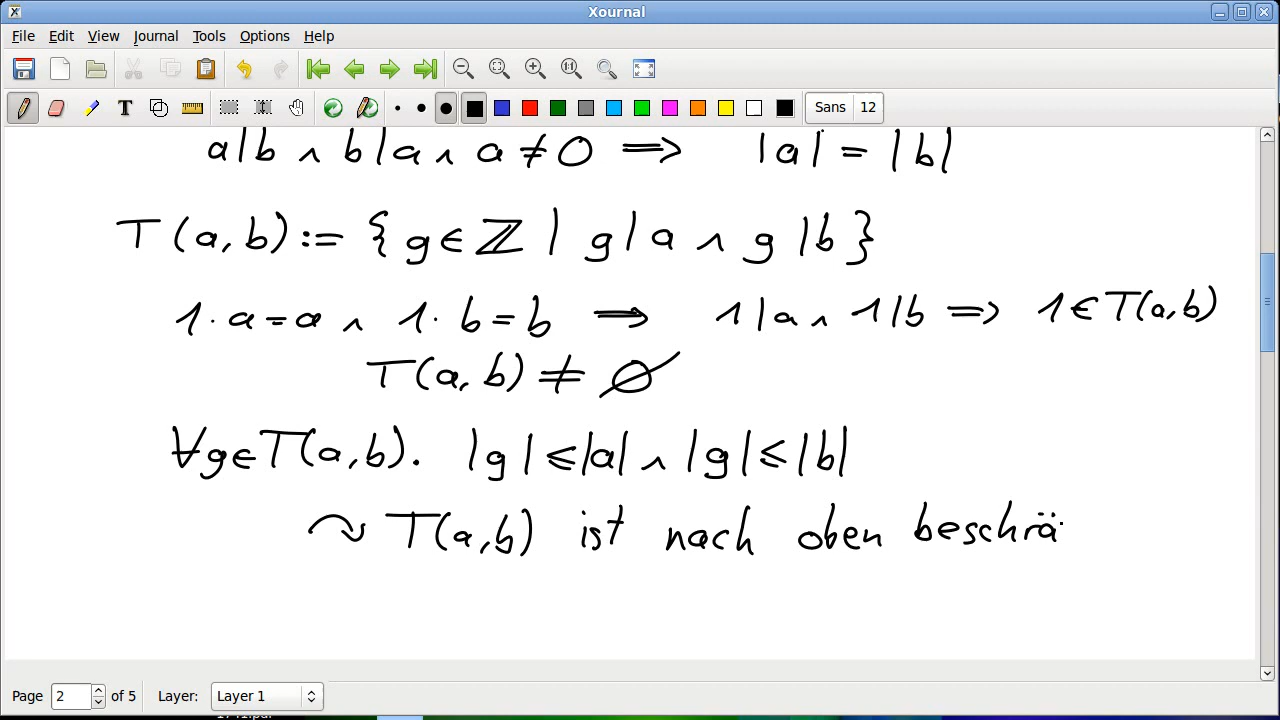 Xournal
File Edit View Journal Tools Options Help
Sans 12
a|b ∧ b|a ∧ a ≠ 0 ⟹ |a| = |b|
T(a,b) := { g ∈ ℤ | g|a ∧ g|b }
1·a=a ∧ 1·b=b ⟹ 1|a ∧ 1|b ⟹ 1∈T(a,b)
T(a,b) ≠ ∅
∀g∈T(a,b). |g| ≤ |a| ∧ |g| ≤ |b|
↝ T(a,b) ist nach oben beschrä
Page 2 of 5 Layer: Layer 1